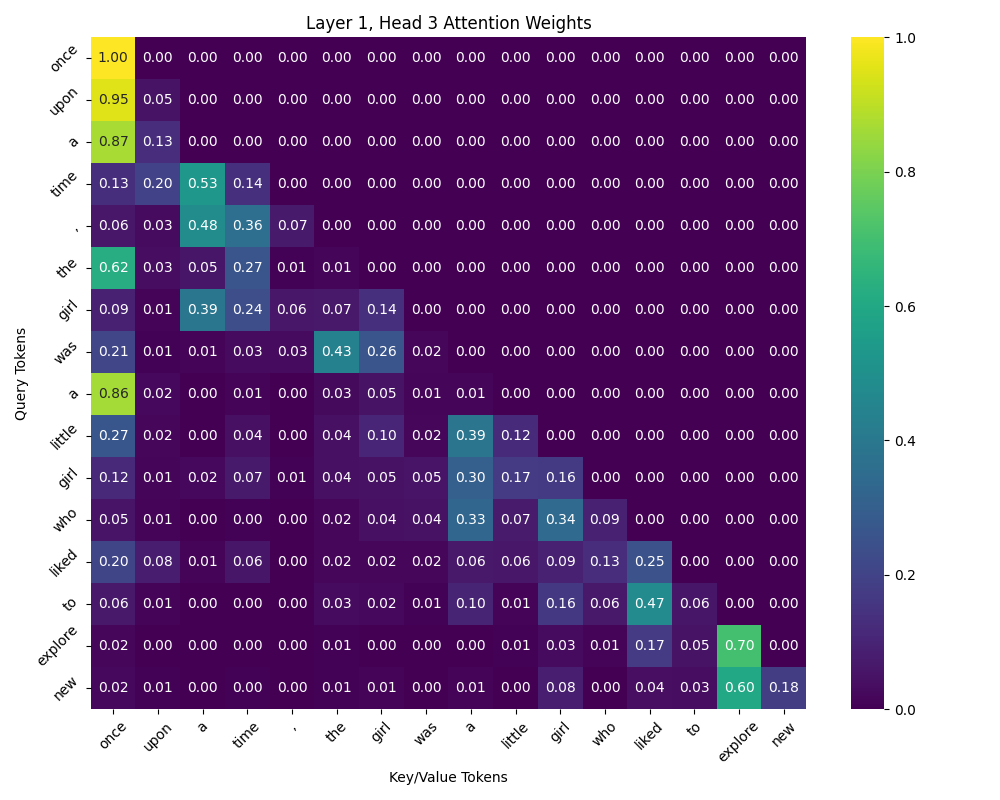 Layer 1, Head 3 Attention Weights
once 1.00 0.00 0.00 0.00 0.00 0.00 0.00 0.00 0.00 0.00 0.00 0.00 0.00 0.00 0.00 0.00
upon 0.95 0.05 0.00 0.00 0.00 0.00 0.00 0.00 0.00 0.00 0.00 0.00 0.00 0.00 0.00 0.00
a 0.87 0.13 0.00 0.00 0.00 0.00 0.00 0.00 0.00 0.00 0.00 0.00 0.00 0.00 0.00 0.00
time 0.13 0.20 0.53 0.14 0.00 0.00 0.00 0.00 0.00 0.00 0.00 0.00 0.00 0.00 0.00 0.00
, 0.06 0.03 0.48 0.36 0.07 0.00 0.00 0.00 0.00 0.00 0.00 0.00 0.00 0.00 0.00 0.00
the 0.62 0.03 0.05 0.27 0.01 0.01 0.00 0.00 0.00 0.00 0.00 0.00 0.00 0.00 0.00 0.00
girl 0.09 0.01 0.39 0.24 0.06 0.07 0.14 0.00 0.00 0.00 0.00 0.00 0.00 0.00 0.00 0.00
was 0.21 0.01 0.01 0.03 0.03 0.43 0.26 0.02 0.00 0.00 0.00 0.00 0.00 0.00 0.00 0.00
a 0.86 0.02 0.00 0.01 0.00 0.03 0.05 0.01 0.01 0.00 0.00 0.00 0.00 0.00 0.00 0.00
little 0.27 0.02 0.00 0.04 0.00 0.04 0.10 0.02 0.39 0.12 0.00 0.00 0.00 0.00 0.00 0.00
girl 0.12 0.01 0.02 0.07 0.01 0.04 0.05 0.05 0.30 0.17 0.16 0.00 0.00 0.00 0.00 0.00
who 0.05 0.01 0.00 0.00 0.00 0.02 0.04 0.04 0.33 0.07 0.34 0.09 0.00 0.00 0.00 0.00
liked 0.20 0.08 0.01 0.06 0.00 0.02 0.02 0.02 0.06 0.06 0.09 0.13 0.25 0.00 0.00 0.00
to 0.06 0.01 0.00 0.00 0.00 0.03 0.02 0.01 0.10 0.01 0.16 0.06 0.47 0.06 0.00 0.00
explore 0.02 0.00 0.00 0.00 0.00 0.01 0.00 0.00 0.00 0.01 0.03 0.01 0.17 0.05 0.70 0.00
new 0.02 0.01 0.00 0.00 0.00 0.01 0.01 0.00 0.01 0.00 0.08 0.00 0.04 0.03 0.60 0.18
once upon a time , the girl was a little girl who liked to explore new
Key/Value Tokens
Query Tokens
1.0
0.8
0.6
0.4
0.2
0.0